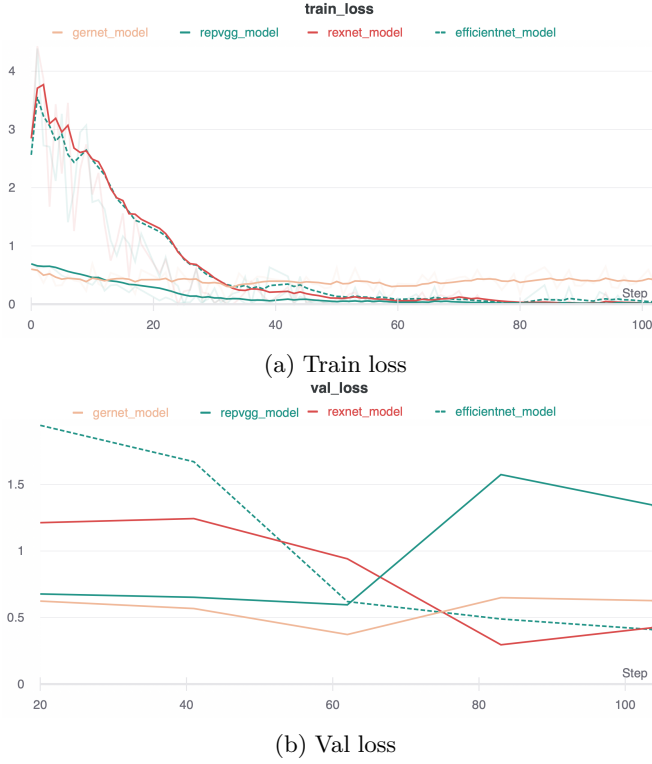 train_loss
gernet_model repvgg_model rexnet_model efficientnet_model
4
3
2
1
0
Step
0 20 40 60 80 100
(a) Train loss
val_loss
gernet_model repvgg_model rexnet_model efficientnet_model
1.5
1
0.5
0
Step
20 40 60 80 100
(b) Val loss